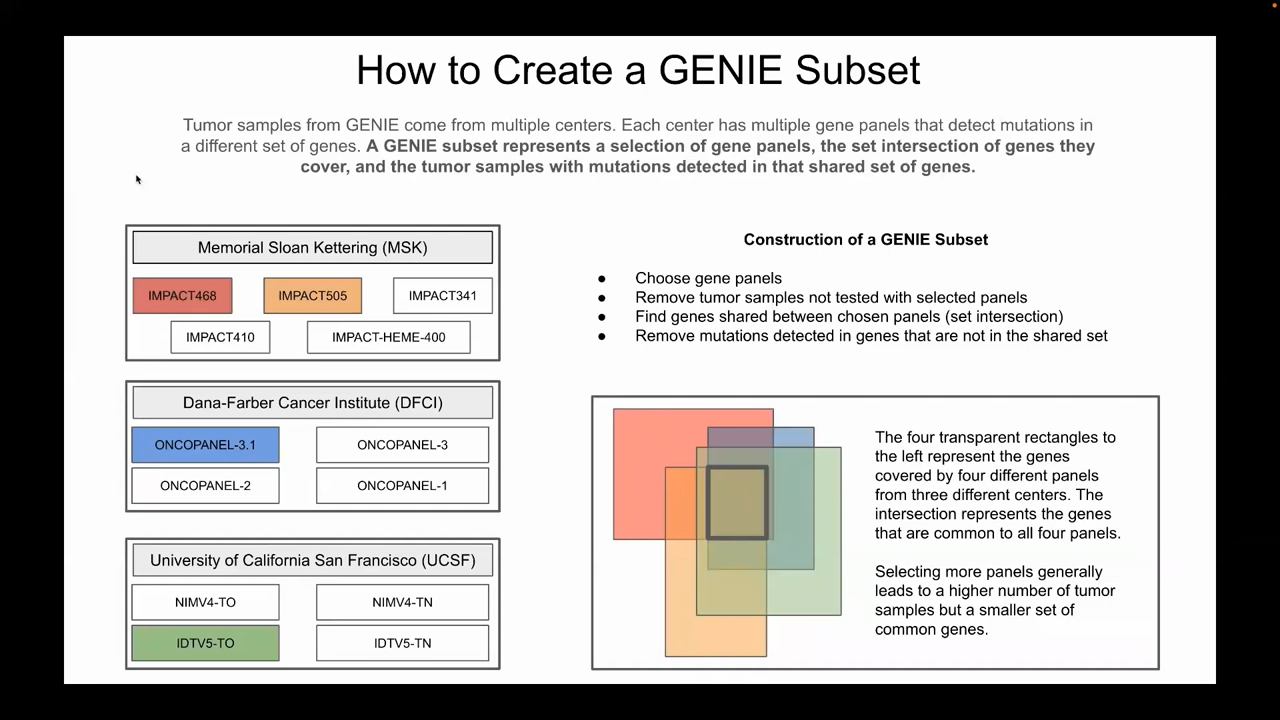 How to Create a GENIE Subset
Tumor samples from GENIE come from multiple centers. Each center has multiple gene panels that detect mutations in
a different set of genes. A GENIE subset represents a selection of gene panels, the set intersection of genes they
cover, and the tumor samples with mutations detected in that shared set of genes.
Memorial Sloan Kettering (MSK)
IMPACT468
IMPACT505
IMPACT341
IMPACT410
IMPACT-HEME-400
Dana-Farber Cancer Institute (DFCI)
ONCOPANEL-3.1
ONCOPANEL-3
ONCOPANEL-2
ONCOPANEL-1
University of California San Francisco (UCSF)
NIMV4-TO
NIMV4-TN
IDTV5-TO
IDTV5-TN
Construction of a GENIE Subset
● Choose gene panels
● Remove tumor samples not tested with selected panels
● Find genes shared between chosen panels (set intersection)
● Remove mutations detected in genes that are not in the shared set
The four transparent rectangles to
the left represent the genes
covered by four different panels
from three different centers. The
intersection represents the genes
that are common to all four panels.
Selecting more panels generally
leads to a higher number of tumor
samples but a smaller set of
common genes.